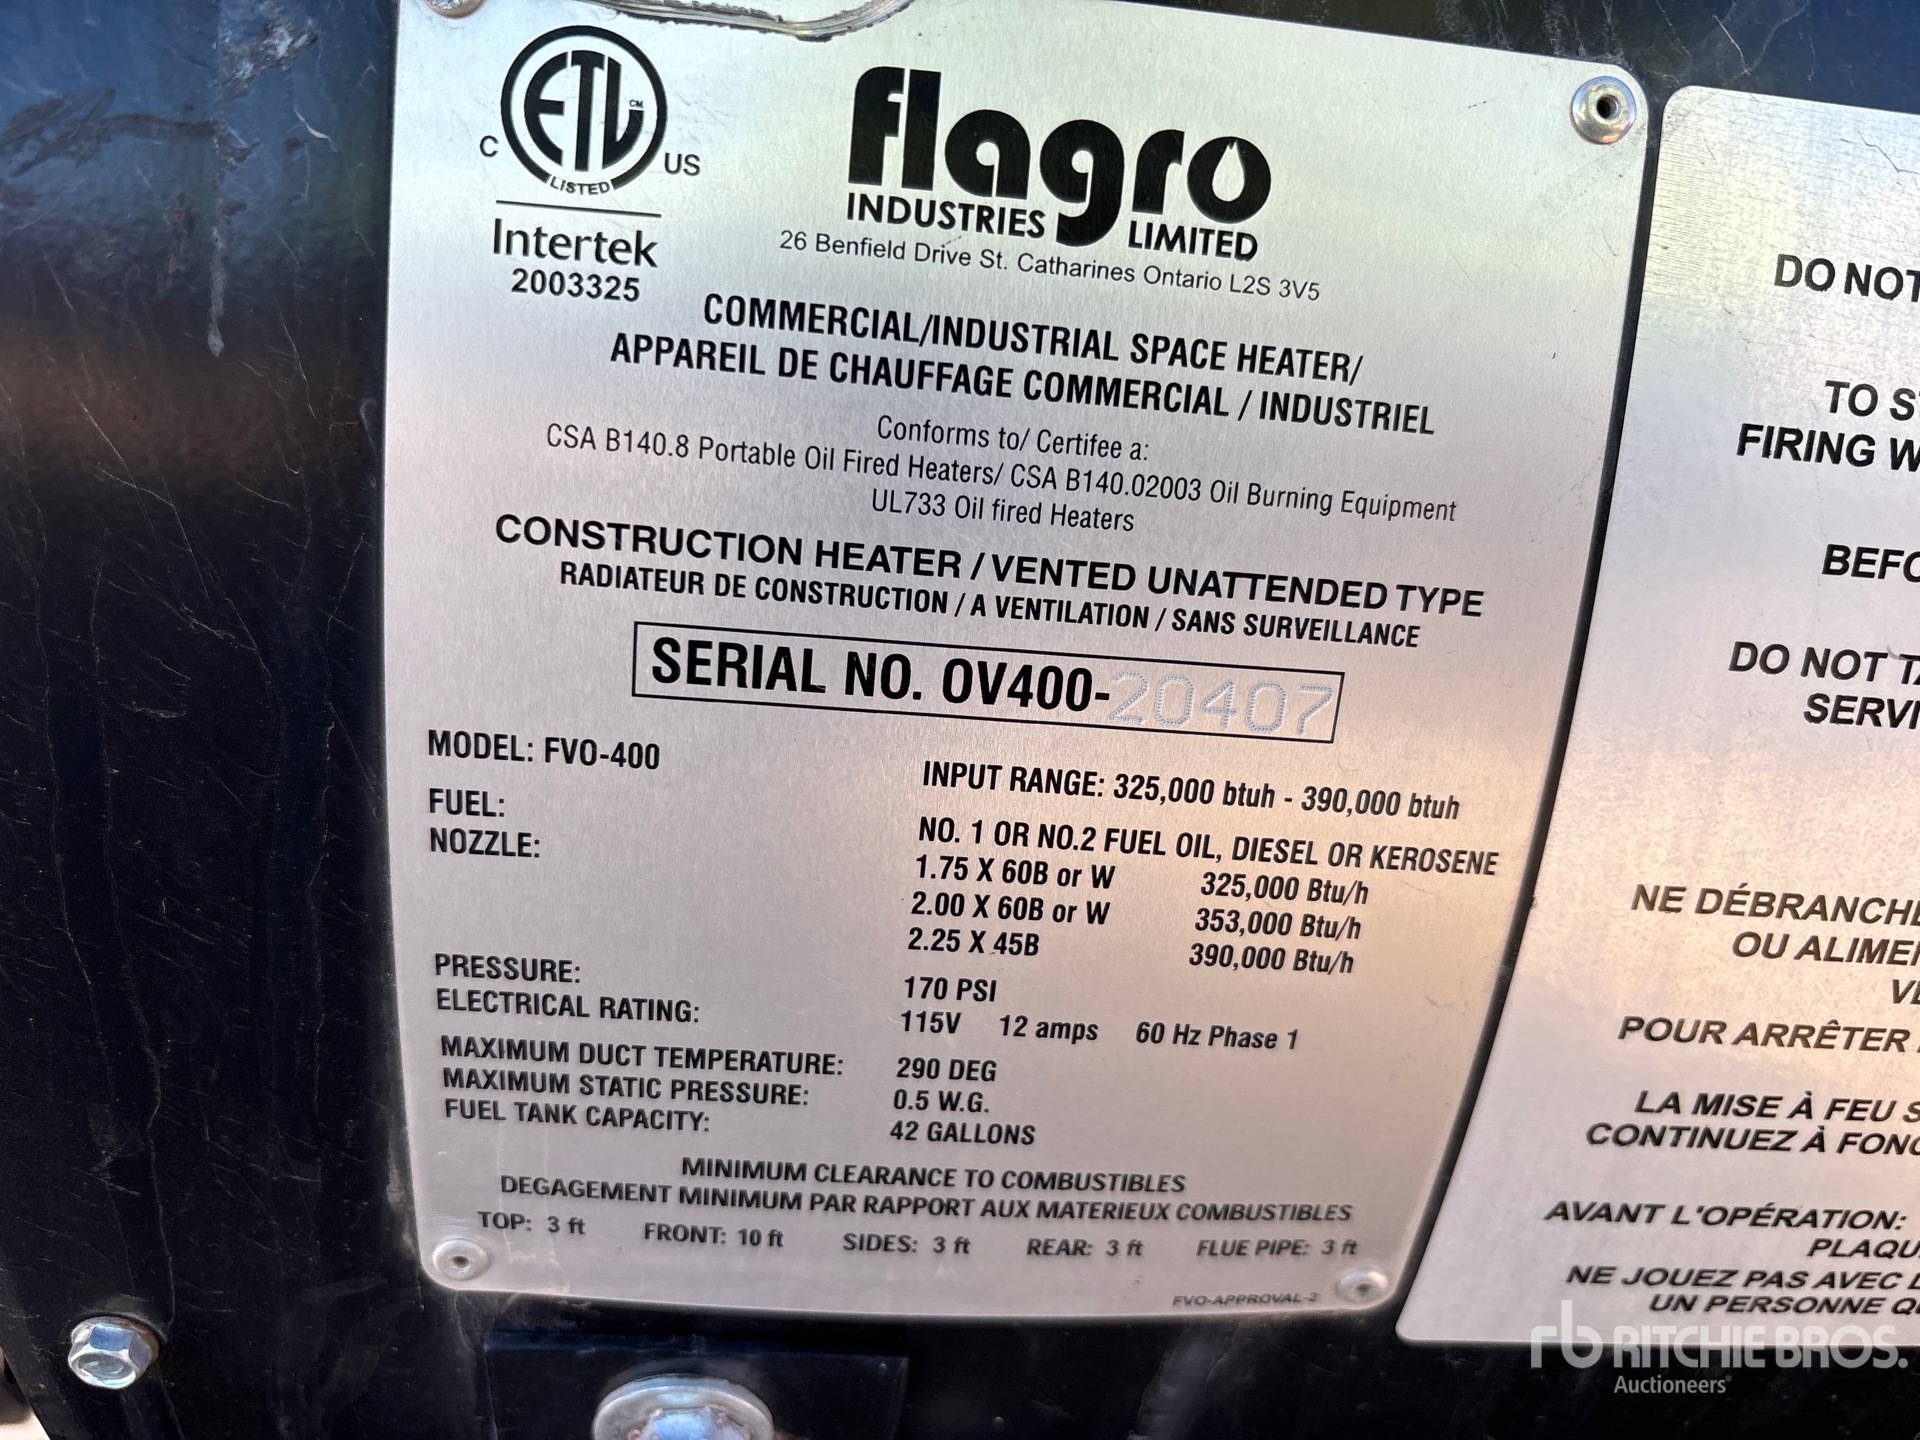 C ETL CM US
LISTED
Intertek
2003325
flagro
INDUSTRIES LIMITED
26 Benfield Drive St. Catharines Ontario L2S 3V5
COMMERCIAL/INDUSTRIAL SPACE HEATER/
APPAREIL DE CHAUFFAGE COMMERCIAL / INDUSTRIEL
Conforms to/ Certifee a:
CSA B140.8 Portable Oil Fired Heaters/ CSA B140.02003 Oil Burning Equipment
UL733 Oil fired Heaters
CONSTRUCTION HEATER / VENTED UNATTENDED TYPE
RADIATEUR DE CONSTRUCTION / A VENTILATION / SANS SURVEILLANCE
SERIAL NO. OV400-20407
MODEL: FVO-400 INPUT RANGE: 325,000 btuh - 390,000 btuh
FUEL: NO. 1 OR NO.2 FUEL OIL, DIESEL OR KEROSENE
NOZZLE: 1.75 X 60B or W 325,000 Btu/h
2.00 X 60B or W 353,000 Btu/h
2.25 X 45B 390,000 Btu/h
PRESSURE: 170 PSI
ELECTRICAL RATING: 115V 12 amps 60 Hz Phase 1
MAXIMUM DUCT TEMPERATURE: 290 DEG
MAXIMUM STATIC PRESSURE: 0.5 W.G.
FUEL TANK CAPACITY: 42 GALLONS
MINIMUM CLEARANCE TO COMBUSTIBLES
DEGAGEMENT MINIMUM PAR RAPPORT AUX MATERIEUX COMBUSTIBLES
TOP: 3 ft FRONT: 10 ft SIDES: 3 ft REAR: 3 ft FLUE PIPE: 3 ft
FVO-APPROVAL-2
DO NOT
TO S
FIRING W
BEFO
DO NOT TA
SERVI
NE DÉBRANCHE
OU ALIMEN
VE
POUR ARRÊTER
LA MISE À FEU S
CONTINUEZ À FONC
AVANT L'OPÉRATION:
PLAQU
NE JOUEZ PAS AVEC L
UN PERSONNE QU
rb RITCHIE BROS.
Auctioneers